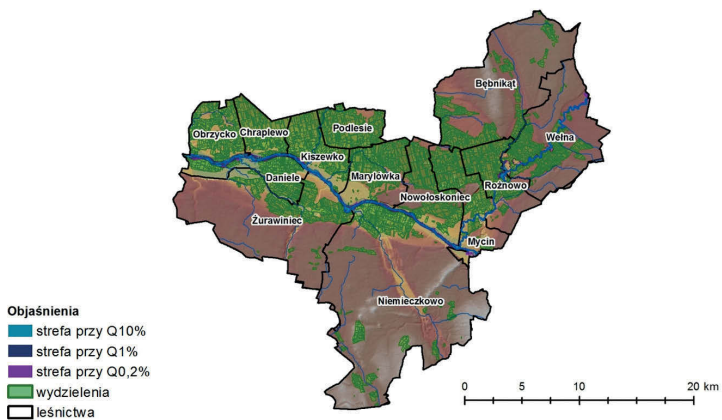 Bębnikąt
Wełna
Obrzycko
Chraplewo
Podlesie
Kiszewko
Daniele
Marylówka
Nowołoskoniec
Rożnowo
Żurawiniec
Mycin
Niemieczkowo
Objaśnienia
strefa przy Q10%
strefa przy Q1%
strefa przy Q0,2%
wydzielenia
leśnictwa
0 5 10 20 km